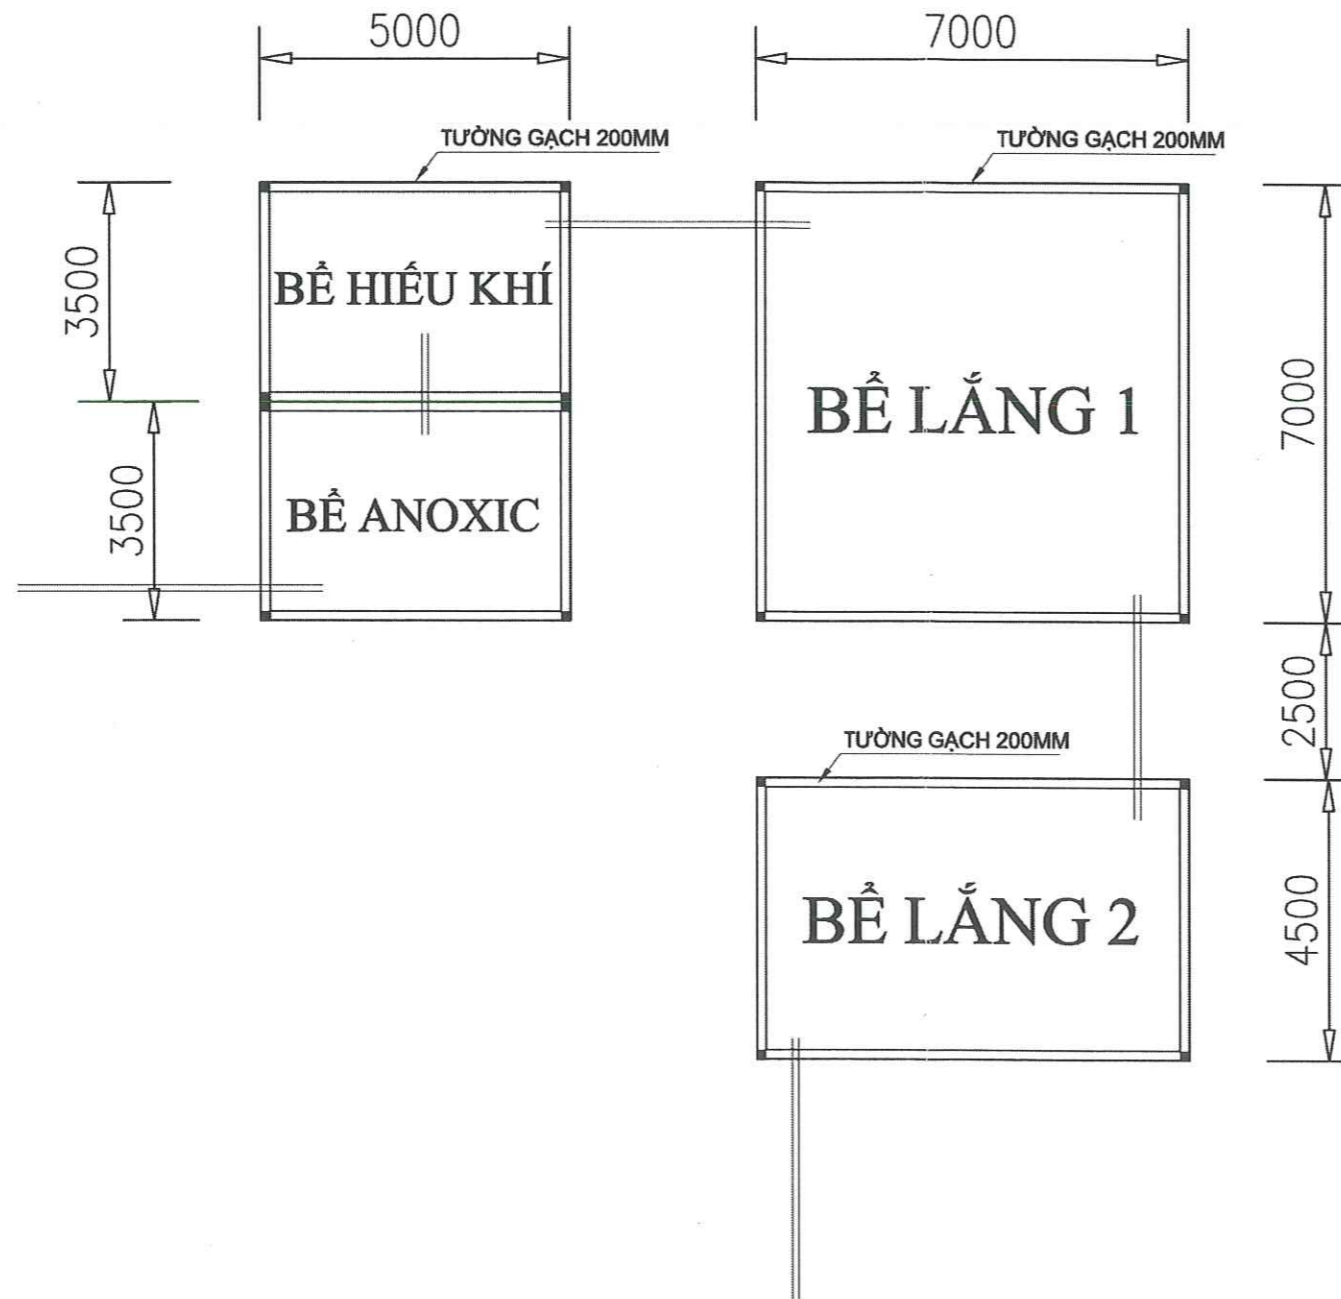 5000
7000
TƯỜNG GẠCH 200MM
TƯỜNG GẠCH 200MM
3500
BỂ HIẾU KHÍ
BỂ LẮNG 1
7000
3500
BỂ ANOXIC
2500
TƯỜNG GẠCH 200MM
BỂ LẮNG 2
4500